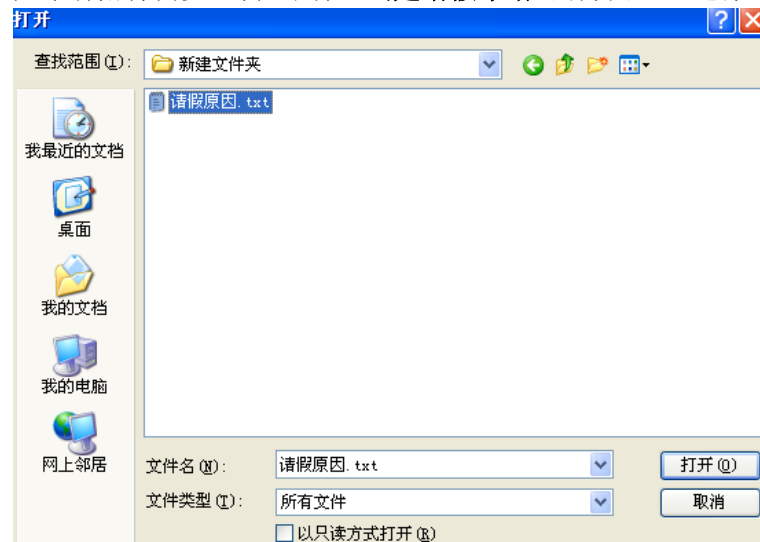 打开
查找范围(I):
新建文件夹
请假原因.txt
我最近的文档
桌面
我的文档
我的电脑
网上邻居
文件名(N):
请假原因.txt
打开(O)
文件类型(T):
所有文件
取消
以只读方式打开(R)